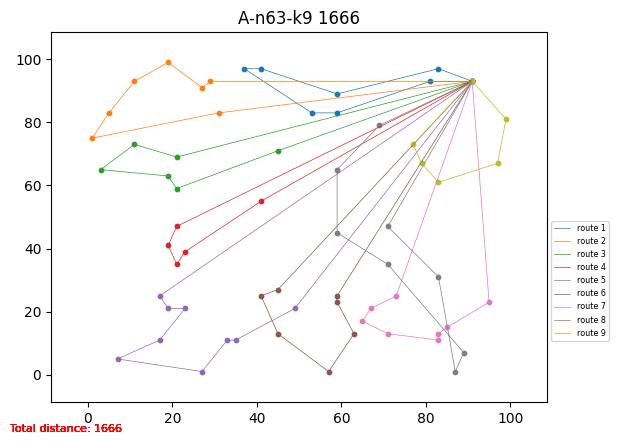 A-n63-k9 1666
100
80
60
40
20
0
0 20 40 60 80 100
route 1
route 2
route 3
route 4
route 5
route 6
route 7
route 8
route 9
Total distance: 1666